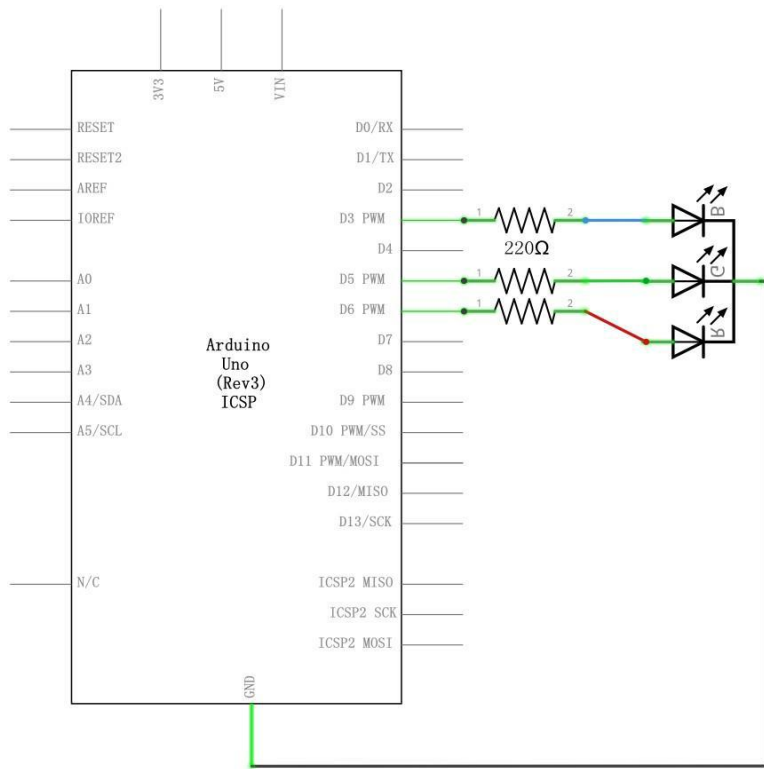 3V3
5V
VIN
RESET
RESET2
AREF
IOREF
A0
A1
A2
A3
A4/SDA
A5/SCL
N/C
Arduino
Uno
(Rev3)
ICSP
D0/RX
D1/TX
D2
D3 PWM
D4
D5 PWM
D6 PWM
D7
D8
D9 PWM
D10 PWM/SS
D11 PWM/MOSI
D12/MISO
D13/SCK
ICSP2 MISO
ICSP2 SCK
ICSP2 MOSI
GND
1
2
220Ω
1
2
1
2
B
G
R